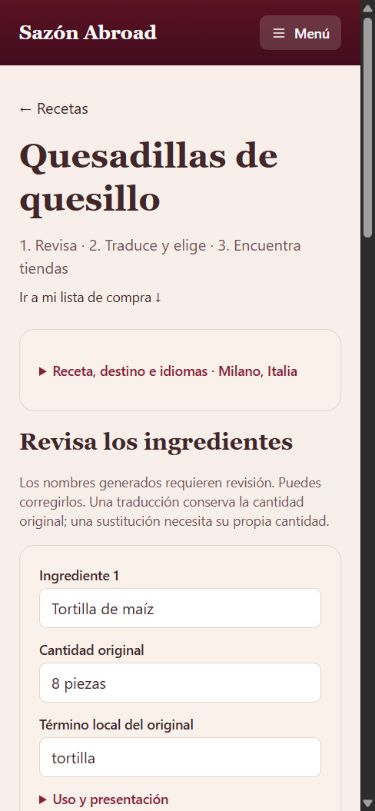 Sazón Abroad
☰ Menú
← Recetas
Quesadillas de
quesillo
1. Revisa · 2. Traduce y elige · 3. Encuentra
tiendas
Ir a mi lista de compra ↓
▶ Receta, destino e idiomas · Milano, Italia
Revisa los ingredientes
Los nombres generados requieren revisión. Puedes
corregirlos. Una traducción conserva la cantidad
original; una sustitución necesita su propia cantidad.
Ingrediente 1
Tortilla de maíz
Cantidad original
8 piezas
Término local del original
tortilla
▶ Uso y presentación